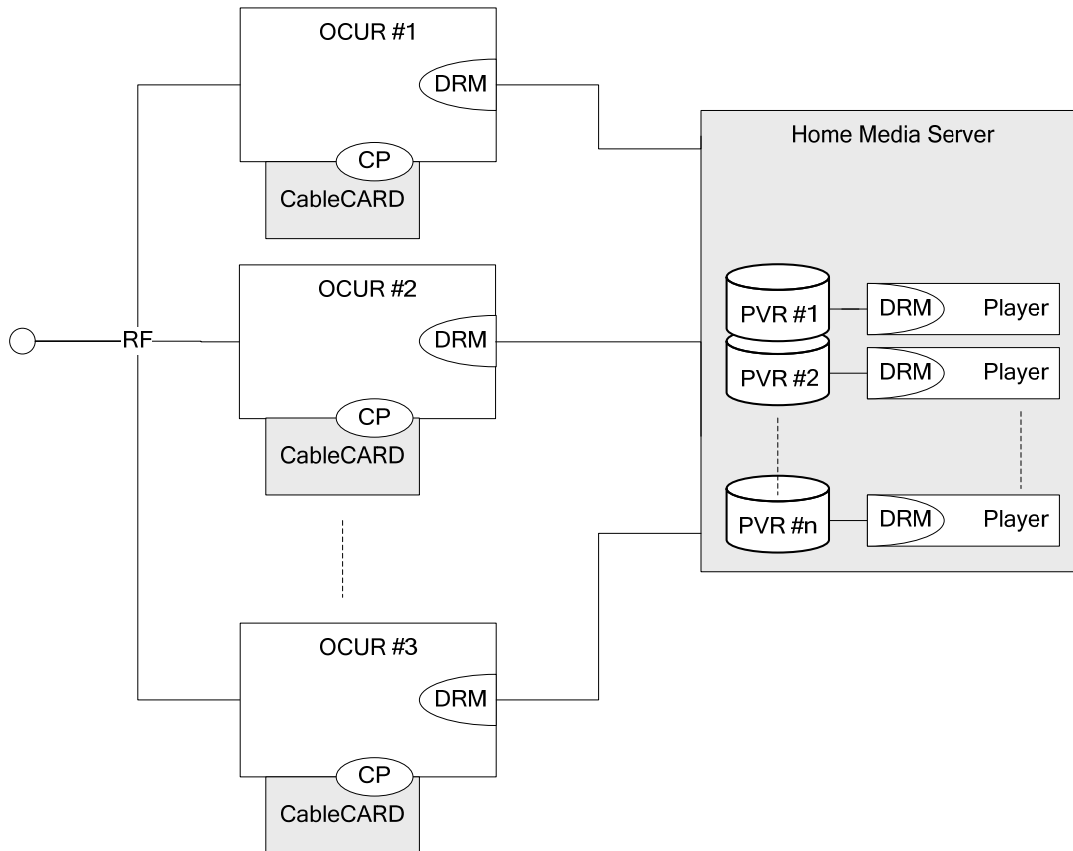 OCUR #1
DRM
CP
CableCARD
Home Media Server
OCUR #2
DRM
CP
CableCARD
RF
PVR #1
DRM
Player
PVR #2
DRM
Player
PVR #n
DRM
Player
OCUR #3
DRM
CP
CableCARD